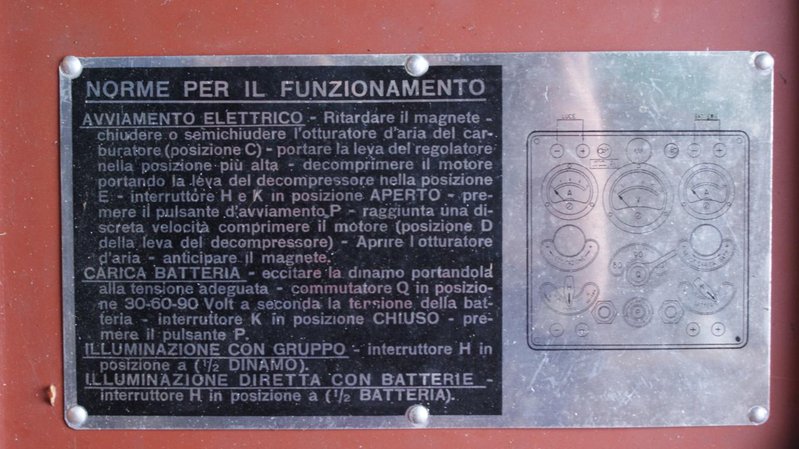 NORME PER IL FUNZIONAMENTO
AVVIAMENTO ELETTRICO - Ritardare il magnete -
chiudere o semichiudere l'otturatore d'aria del car-
buratore (posizione C) - portare la leva del regolatore
nella posizione più alta - decomprimere il motore
portando la leva del decompressore nella posizione
E - interruttore H e K in posizione APERTO - pre-
mere il pulsante d'avviamento P - raggiunta una di-
screta velocità comprimere il motore (posizione D
della leva del decompressore) - Aprire l'otturatore
d'aria - anticipare il magnete.
CARICA BATTERIA - eccitare la dinamo portandola
alla tensione adeguata - commutatore Q in posizio-
ne 30-60-90 Volt a seconda la tensione della bat-
teria - interruttore K in posizione CHIUSO - pre-
mere il pulsante P.
ILLUMINAZIONE CON GRUPPO - interruttore H in
posizione a (1/2 DINAMO).
ILLUMINAZIONE DIRETTA CON BATTERIE -
interruttore H in posizione a (1/2 BATTERIA).
LUCE
A
V
A